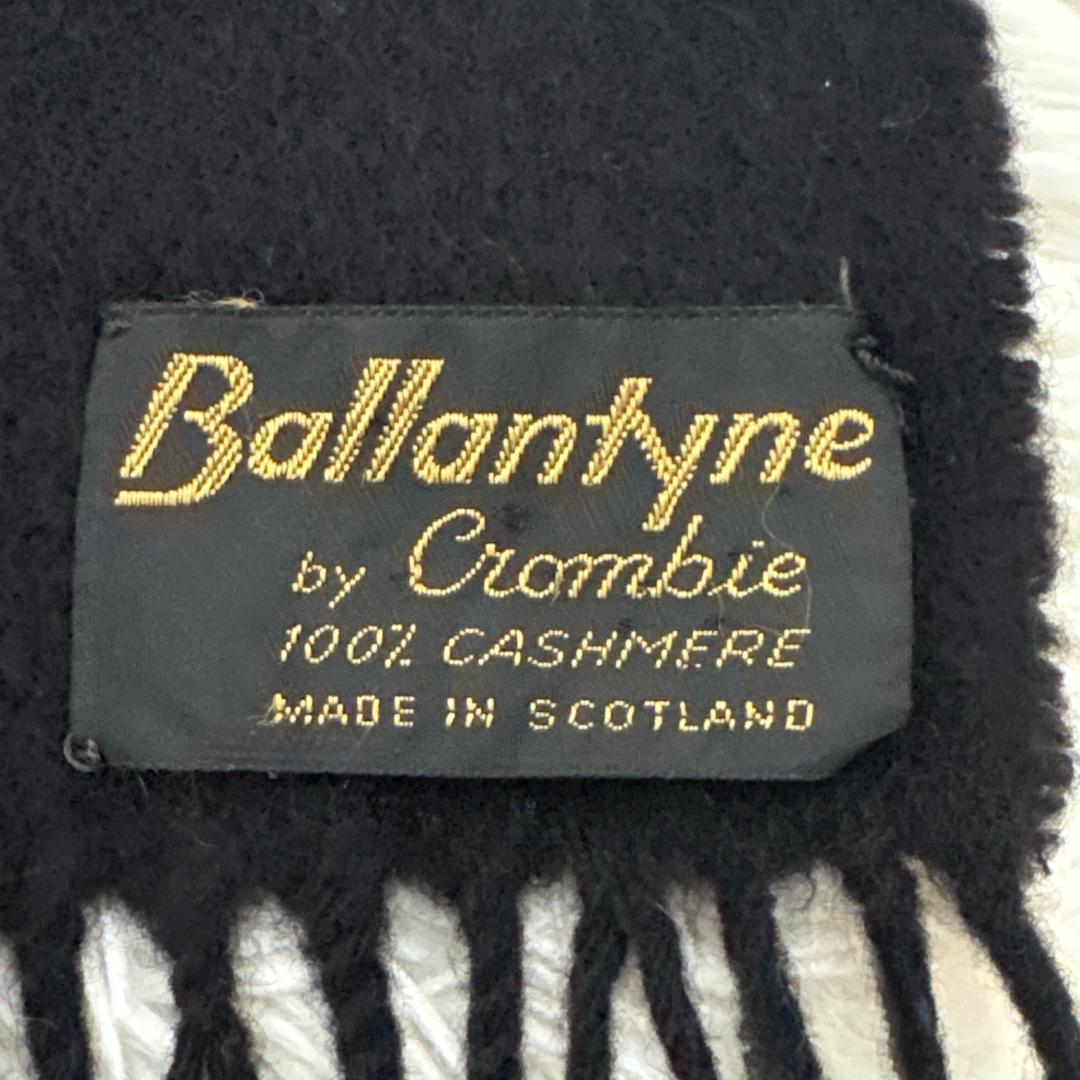 Ballantyne
by Crombie
100% CASHMERE
MADE IN SCOTLAND